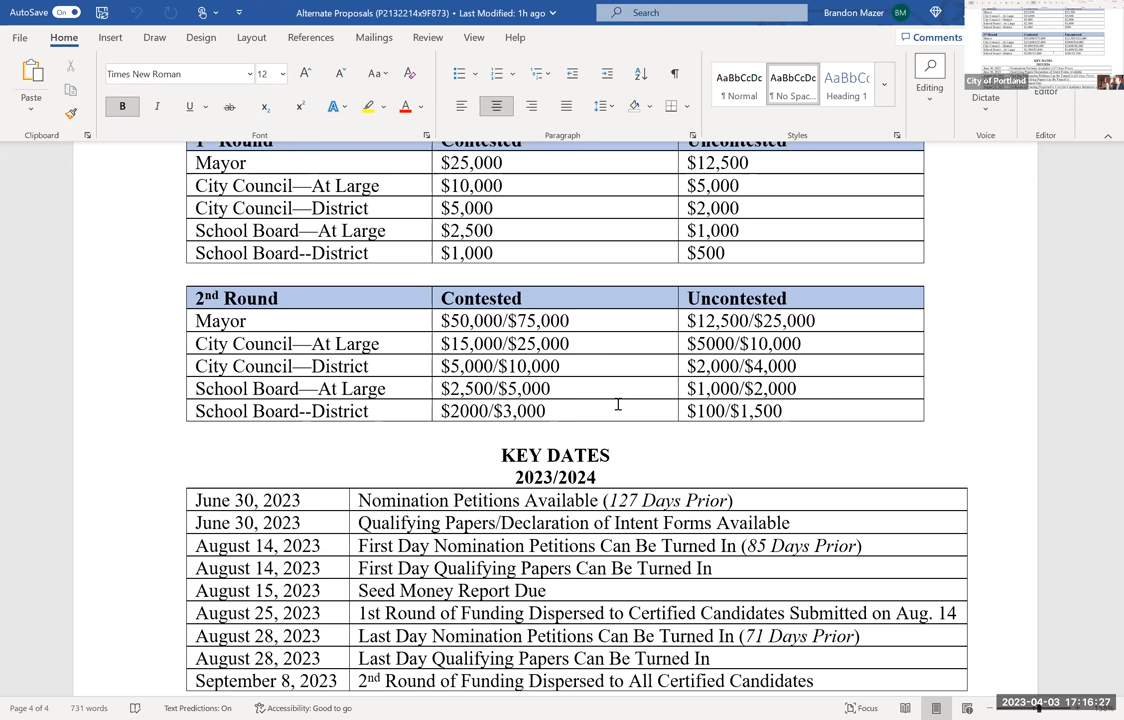 AutoSave On Alternate Proposals (P2132214x9F873) • Last Modified: 1h ago Search Brandon Mazer BM
File Home Insert Draw Design Layout References Mailings Review View Help Comments
City of Portland
Paste Times New Roman 12 Aa B I U ab x₂ x² A A AaBbCcDc AaBbCcDc AaBbCc Editing Dictate Editor
¶ Normal ¶ No Spac... Heading 1
Clipboard Font Paragraph Styles Voice Editor
1st Round Contested Uncontested
Mayor $25,000 $12,500
City Council—At Large $10,000 $5,000
City Council—District $5,000 $2,000
School Board—At Large $2,500 $1,000
School Board--District $1,000 $500
2nd Round Contested Uncontested
Mayor $50,000/$75,000 $12,500/$25,000
City Council—At Large $15,000/$25,000 $5000/$10,000
City Council—District $5,000/$10,000 $2,000/$4,000
School Board—At Large $2,500/$5,000 $1,000/$2,000
School Board--District $2000/$3,000 $100/$1,500
KEY DATES
2023/2024
June 30, 2023 Nomination Petitions Available (127 Days Prior)
June 30, 2023 Qualifying Papers/Declaration of Intent Forms Available
August 14, 2023 First Day Nomination Petitions Can Be Turned In (85 Days Prior)
August 14, 2023 First Day Qualifying Papers Can Be Turned In
August 15, 2023 Seed Money Report Due
August 25, 2023 1st Round of Funding Dispersed to Certified Candidates Submitted on Aug. 14
August 28, 2023 Last Day Nomination Petitions Can Be Turned In (71 Days Prior)
August 28, 2023 Last Day Qualifying Papers Can Be Turned In
September 8, 2023 2nd Round of Funding Dispersed to All Certified Candidates
2023-04-03 17:16:27
Page 4 of 4 731 words Text Predictions: On Accessibility: Good to go Focus